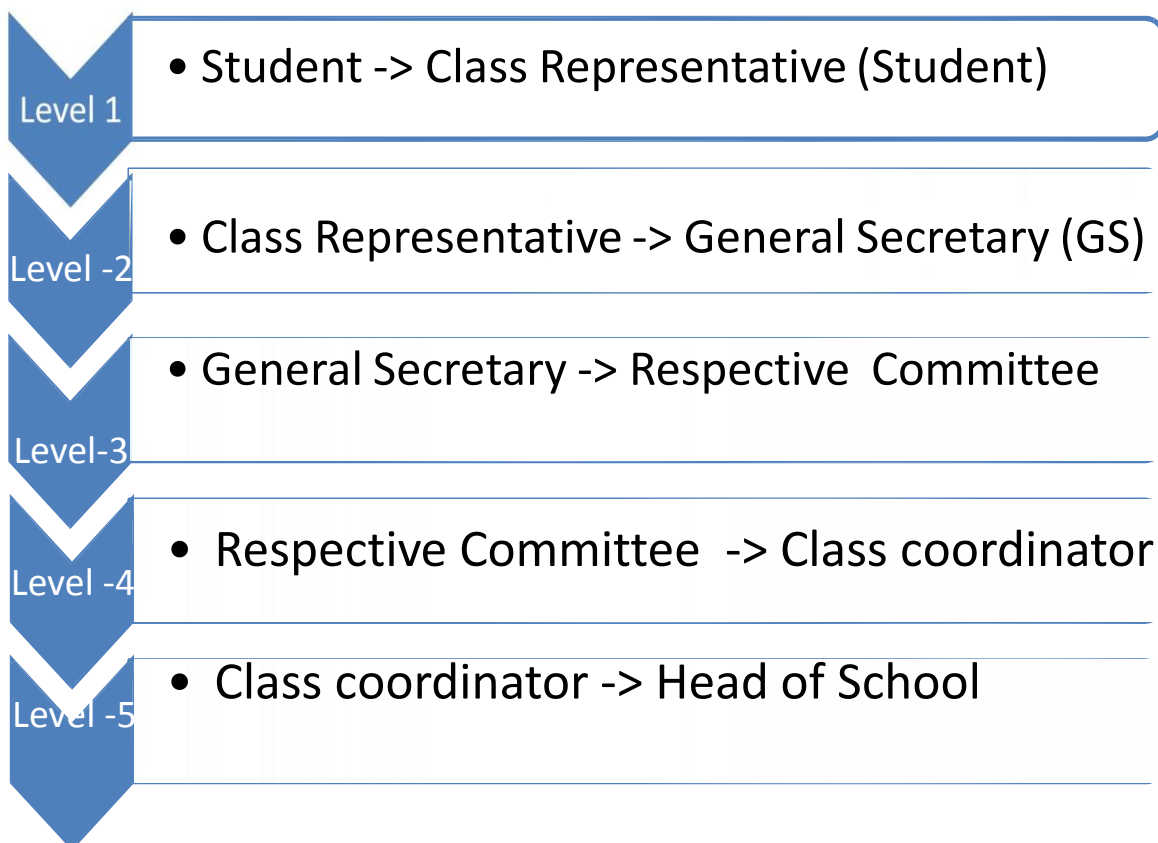 Level 1
• Student -> Class Representative (Student)
Level -2
• Class Representative -> General Secretary (GS)
Level-3
• General Secretary -> Respective Committee
Level -4
• Respective Committee -> Class coordinator
Level -5
• Class coordinator -> Head of School